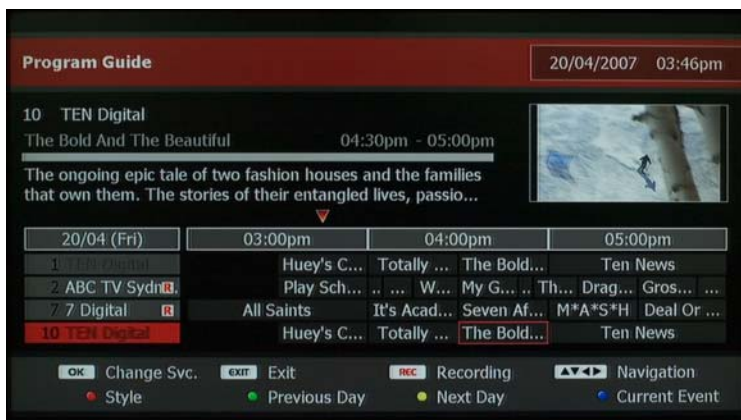 Program Guide
20/04/2007 03:46pm
10 TEN Digital
The Bold And The Beautiful 04:30pm - 05:00pm
The ongoing epic tale of two fashion houses and the families
that own them. The stories of their entangled lives, passio...
20/04 (Fri) 03:00pm 04:00pm 05:00pm
1 TEN Digital Huey's C... Totally ... The Bold... Ten News
2 ABC TV Sydn R Play Sch... .. ... W... My G... .. Th... Drag... Gros... ...
7 7 Digital R All Saints It's Acad... Seven Af... M*A*S*H Deal Or ...
10 TEN Digital Huey's C... Totally ... The Bold... Ten News
OK Change Svc. EXIT Exit REC Recording ▲▼◄► Navigation
Style Previous Day Next Day Current Event